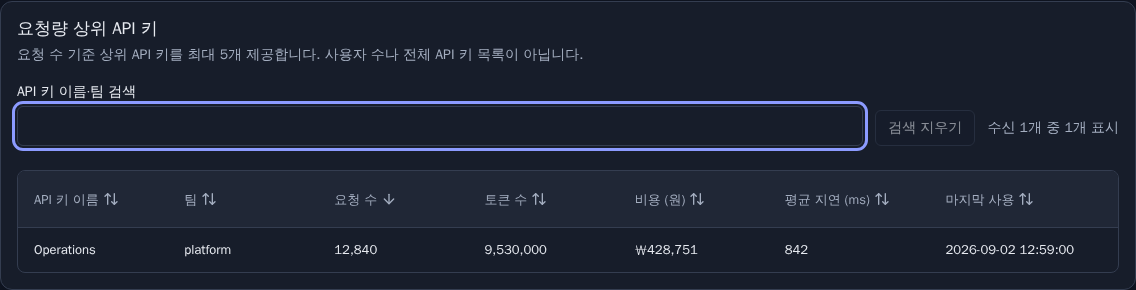 요청량 상위 API 키
요청 수 기준 상위 API 키를 최대 5개 제공합니다. 사용자 수나 전체 API 키 목록이 아닙니다.
API 키 이름·팀 검색
검색 지우기 수신 1개 중 1개 표시
API 키 이름 팀 요청 수 토큰 수 비용 (원) 평균 지연 (ms) 마지막 사용
Operations platform 12,840 9,530,000 ₩428,751 842 2026-09-02 12:59:00